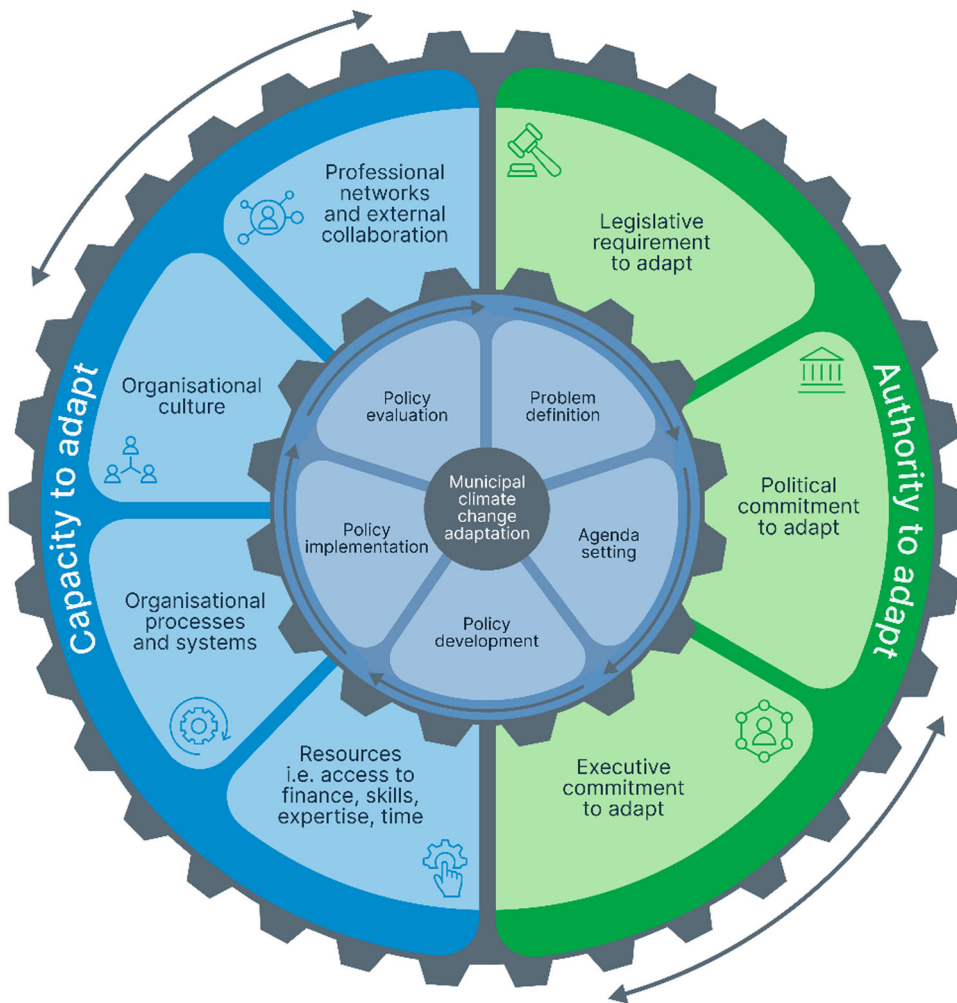 Professional
networks
and external
collaboration
Legislative
requirement
to adapt
Capacity to adapt
Organisational
culture
Policy
evaluation
Problem
definition
Authority to adapt
Municipal
climate
change
adaptation
Political
commitment
to adapt
Policy
implementation
Agenda
setting
Organisational
processes
and systems
Policy
development
Resources
i.e. access to
finance, skills,
expertise, time
Executive
commitment
to adapt